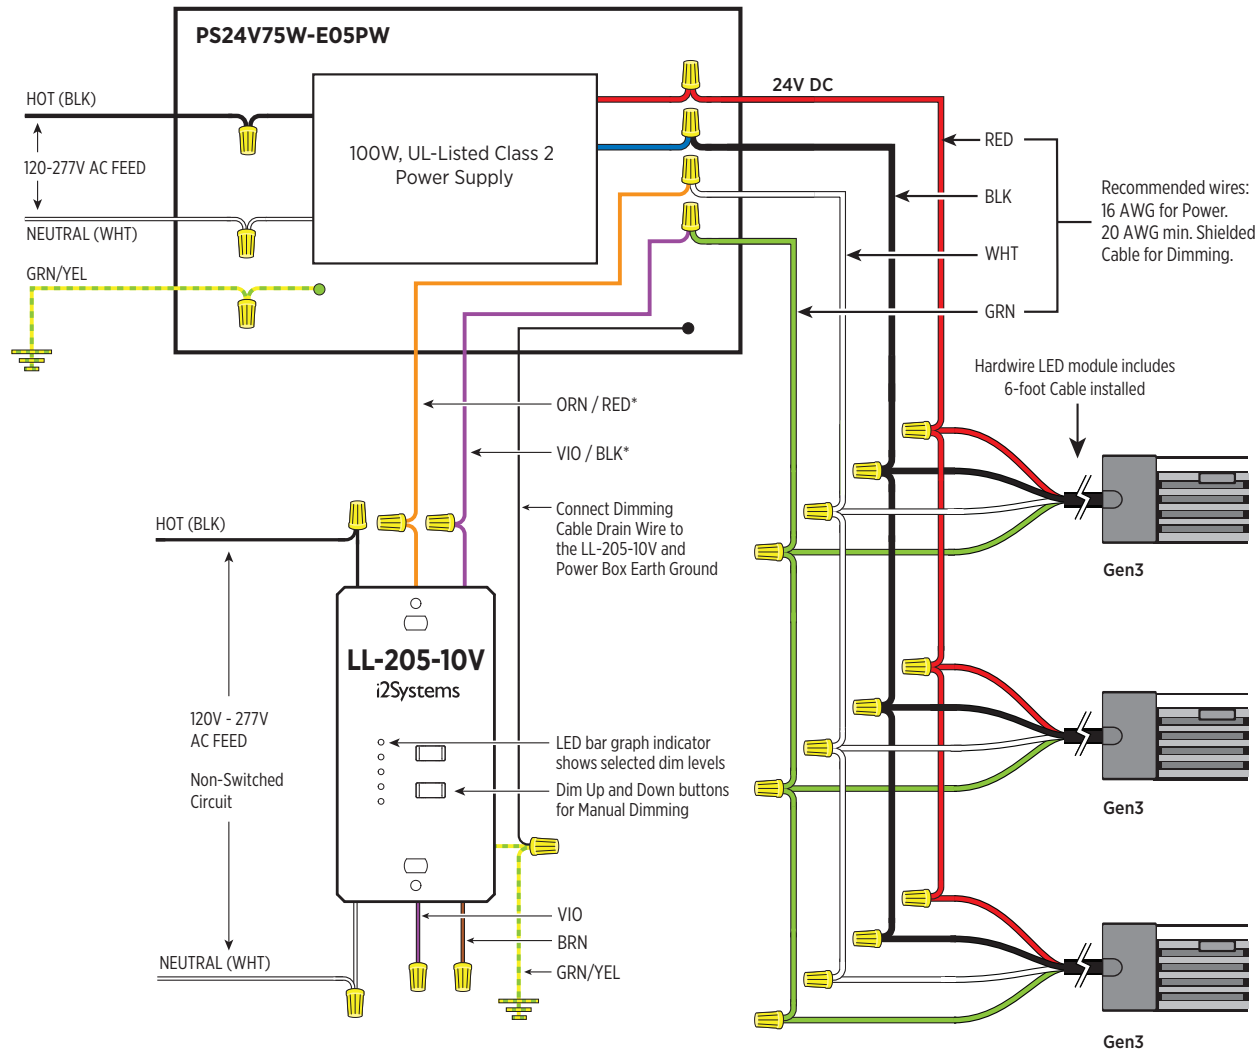 PS24V75W-E05PW
HOT (BLK)
120-277V AC FEED
NEUTRAL (WHT)
GRN/YEL
100W, UL-Listed Class 2
Power Supply
24V DC
RED
BLK
WHT
GRN
Recommended wires:
16 AWG for Power.
20 AWG min. Shielded
Cable for Dimming.
Hardwire LED module includes
6-foot Cable installed
ORN / RED*
VIO / BLK*
Connect Dimming
Cable Drain Wire to
the LL-205-10V and
Power Box Earth Ground
HOT (BLK)
120V - 277V
AC FEED
Non-Switched
Circuit
NEUTRAL (WHT)
LL-205-10V
i2Systems
LED bar graph indicator
shows selected dim levels
Dim Up and Down buttons
for Manual Dimming
VIO
BRN
GRN/YEL
Gen3
Gen3
Gen3